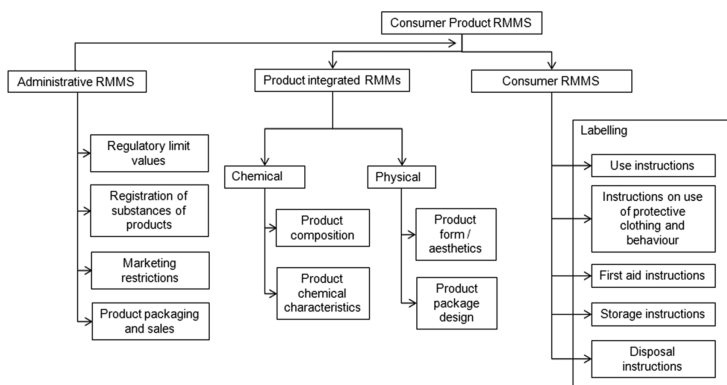 Consumer Product RMMS
Administrative RMMS
Product integrated RMMs
Consumer RMMS
Regulatory limit
values
Registration of
substances of
products
Marketing
restrictions
Product packaging
and sales
Chemical
Physical
Product
composition
Product
chemical
characteristics
Product
form /
aesthetics
Product
package
design
Labelling
Use instructions
Instructions on use
of protective
clothing and
behaviour
First aid instructions
Storage instructions
Disposal
instructions